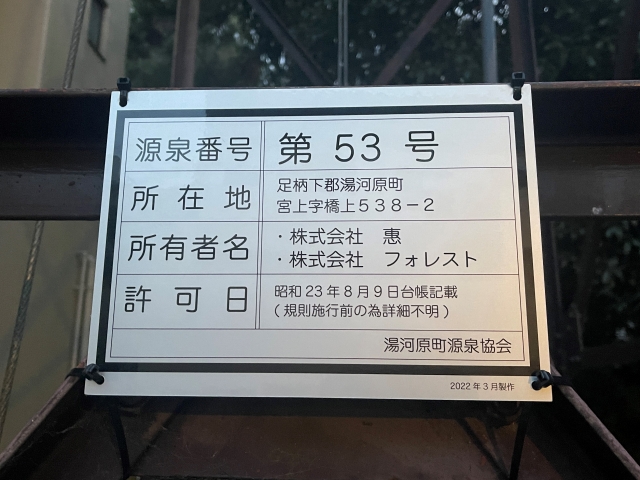 源泉番号 第 53 号
所在地 足柄下郡湯河原町
宮上字橋上538-2
所有者名 ・株式会社 惠
・株式会社 フォレスト
許可日 昭和23年8月9日台帳記載
(規則施行前の為詳細不明)
湯河原町源泉協会
2022年3月製作